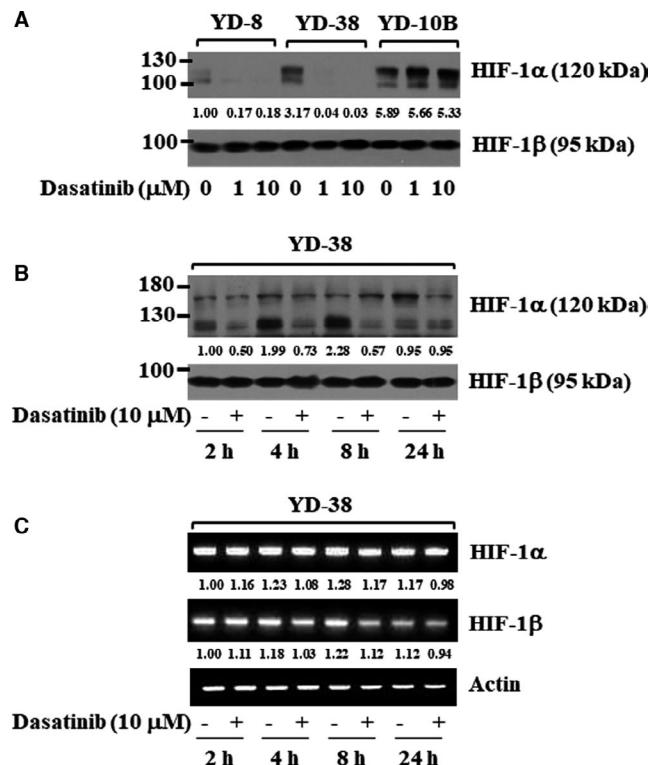 A
YD-8 YD-38 YD-10B
130
100
HIF-1α (120 kDa)
1.00 0.17 0.18 3.17 0.04 0.03 5.89 5.66 5.33
100
HIF-1β (95 kDa)
Dasatinib (μM) 0 1 10 0 1 10 0 1 10
B
YD-38
180
130
HIF-1α (120 kDa)
1.00 0.50 1.99 0.73 2.28 0.57 0.95 0.95
100
HIF-1β (95 kDa)
Dasatinib (10 μM) - + - + - + - +
2 h 4 h 8 h 24 h
C
YD-38
HIF-1α
1.00 1.16 1.23 1.08 1.28 1.17 1.17 0.98
HIF-1β
1.00 1.11 1.18 1.03 1.22 1.12 1.12 0.94
Actin
Dasatinib (10 μM) - + - + - + - +
2 h 4 h 8 h 24 h